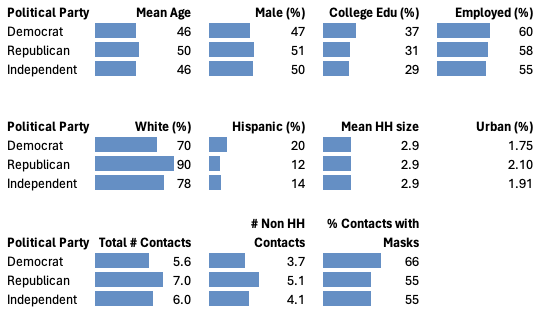 Political Party Mean Age Male (%) College Edu (%) Employed (%)
Democrat 46 47 37 60
Republican 50 51 31 58
Independent 46 50 29 55
Political Party White (%) Hispanic (%) Mean HH size Urban (%)
Democrat 70 20 2.9 1.75
Republican 90 12 2.9 2.10
Independent 78 14 2.9 1.91
# Non HH % Contacts with
Political Party Total # Contacts Contacts Masks
Democrat 5.6 3.7 66
Republican 7.0 5.1 55
Independent 6.0 4.1 55